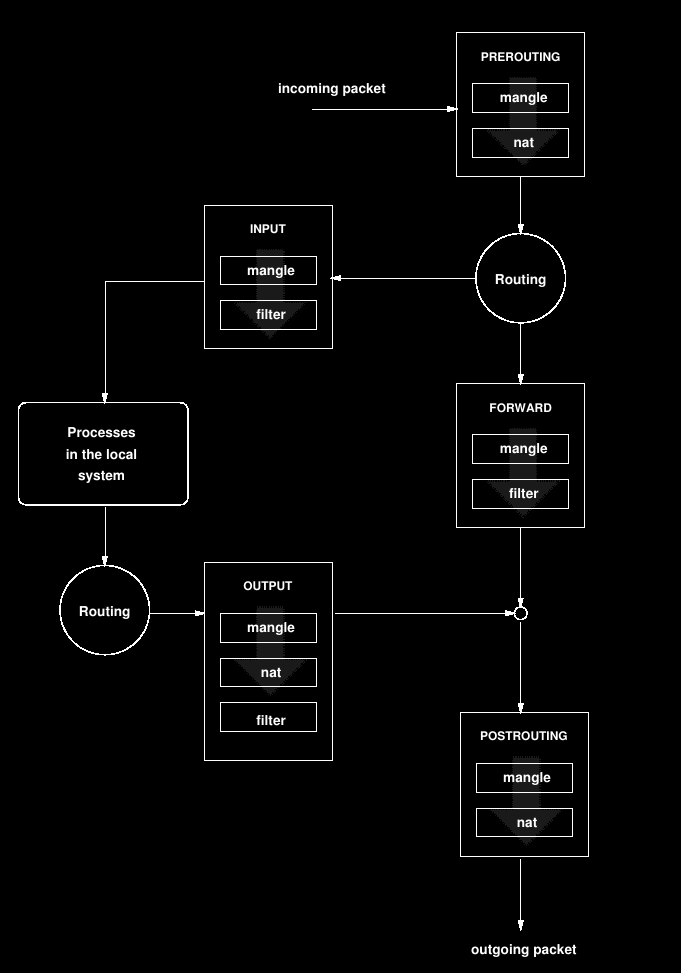 incoming packet
PREROUTING
mangle
nat
Routing
INPUT
mangle
filter
Processes
in the local
system
FORWARD
mangle
filter
Routing
OUTPUT
mangle
nat
filter
POSTROUTING
mangle
nat
outgoing packet